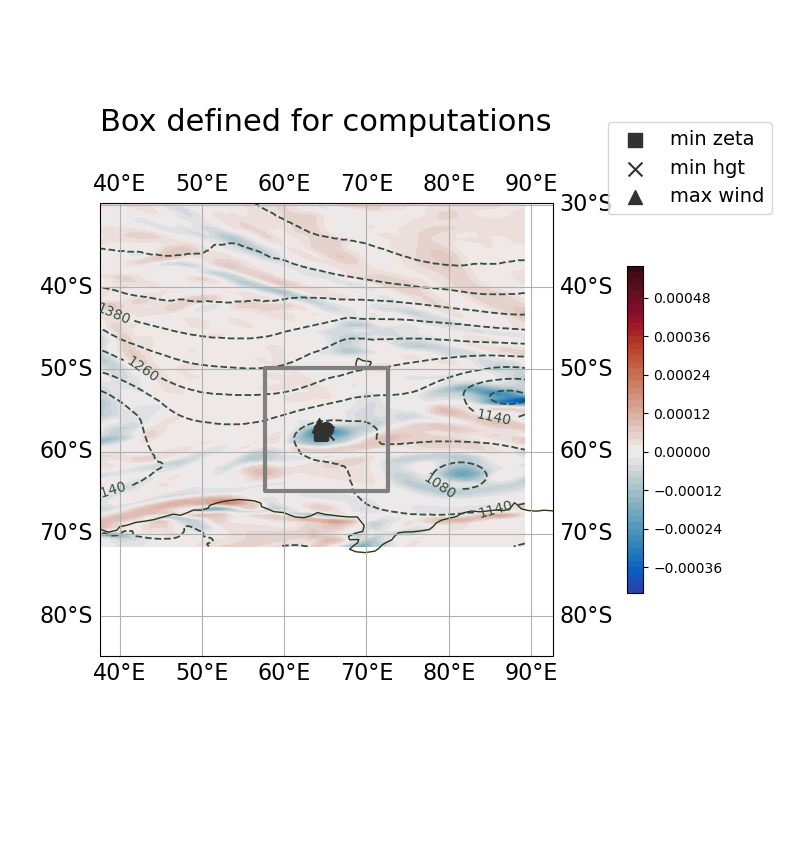 Box defined for computations
min zeta
min hgt
max wind
40°E 50°E 60°E 70°E 80°E 90°E
30°S
40°S 40°S
50°S 50°S
60°S 60°S
70°S 70°S
80°S 80°S
40°E 50°E 60°E 70°E 80°E 90°E
1380
1260
1140
140
1080
1140
0.00048
0.00036
0.00024
0.00012
0.00000
−0.00012
−0.00024
−0.00036